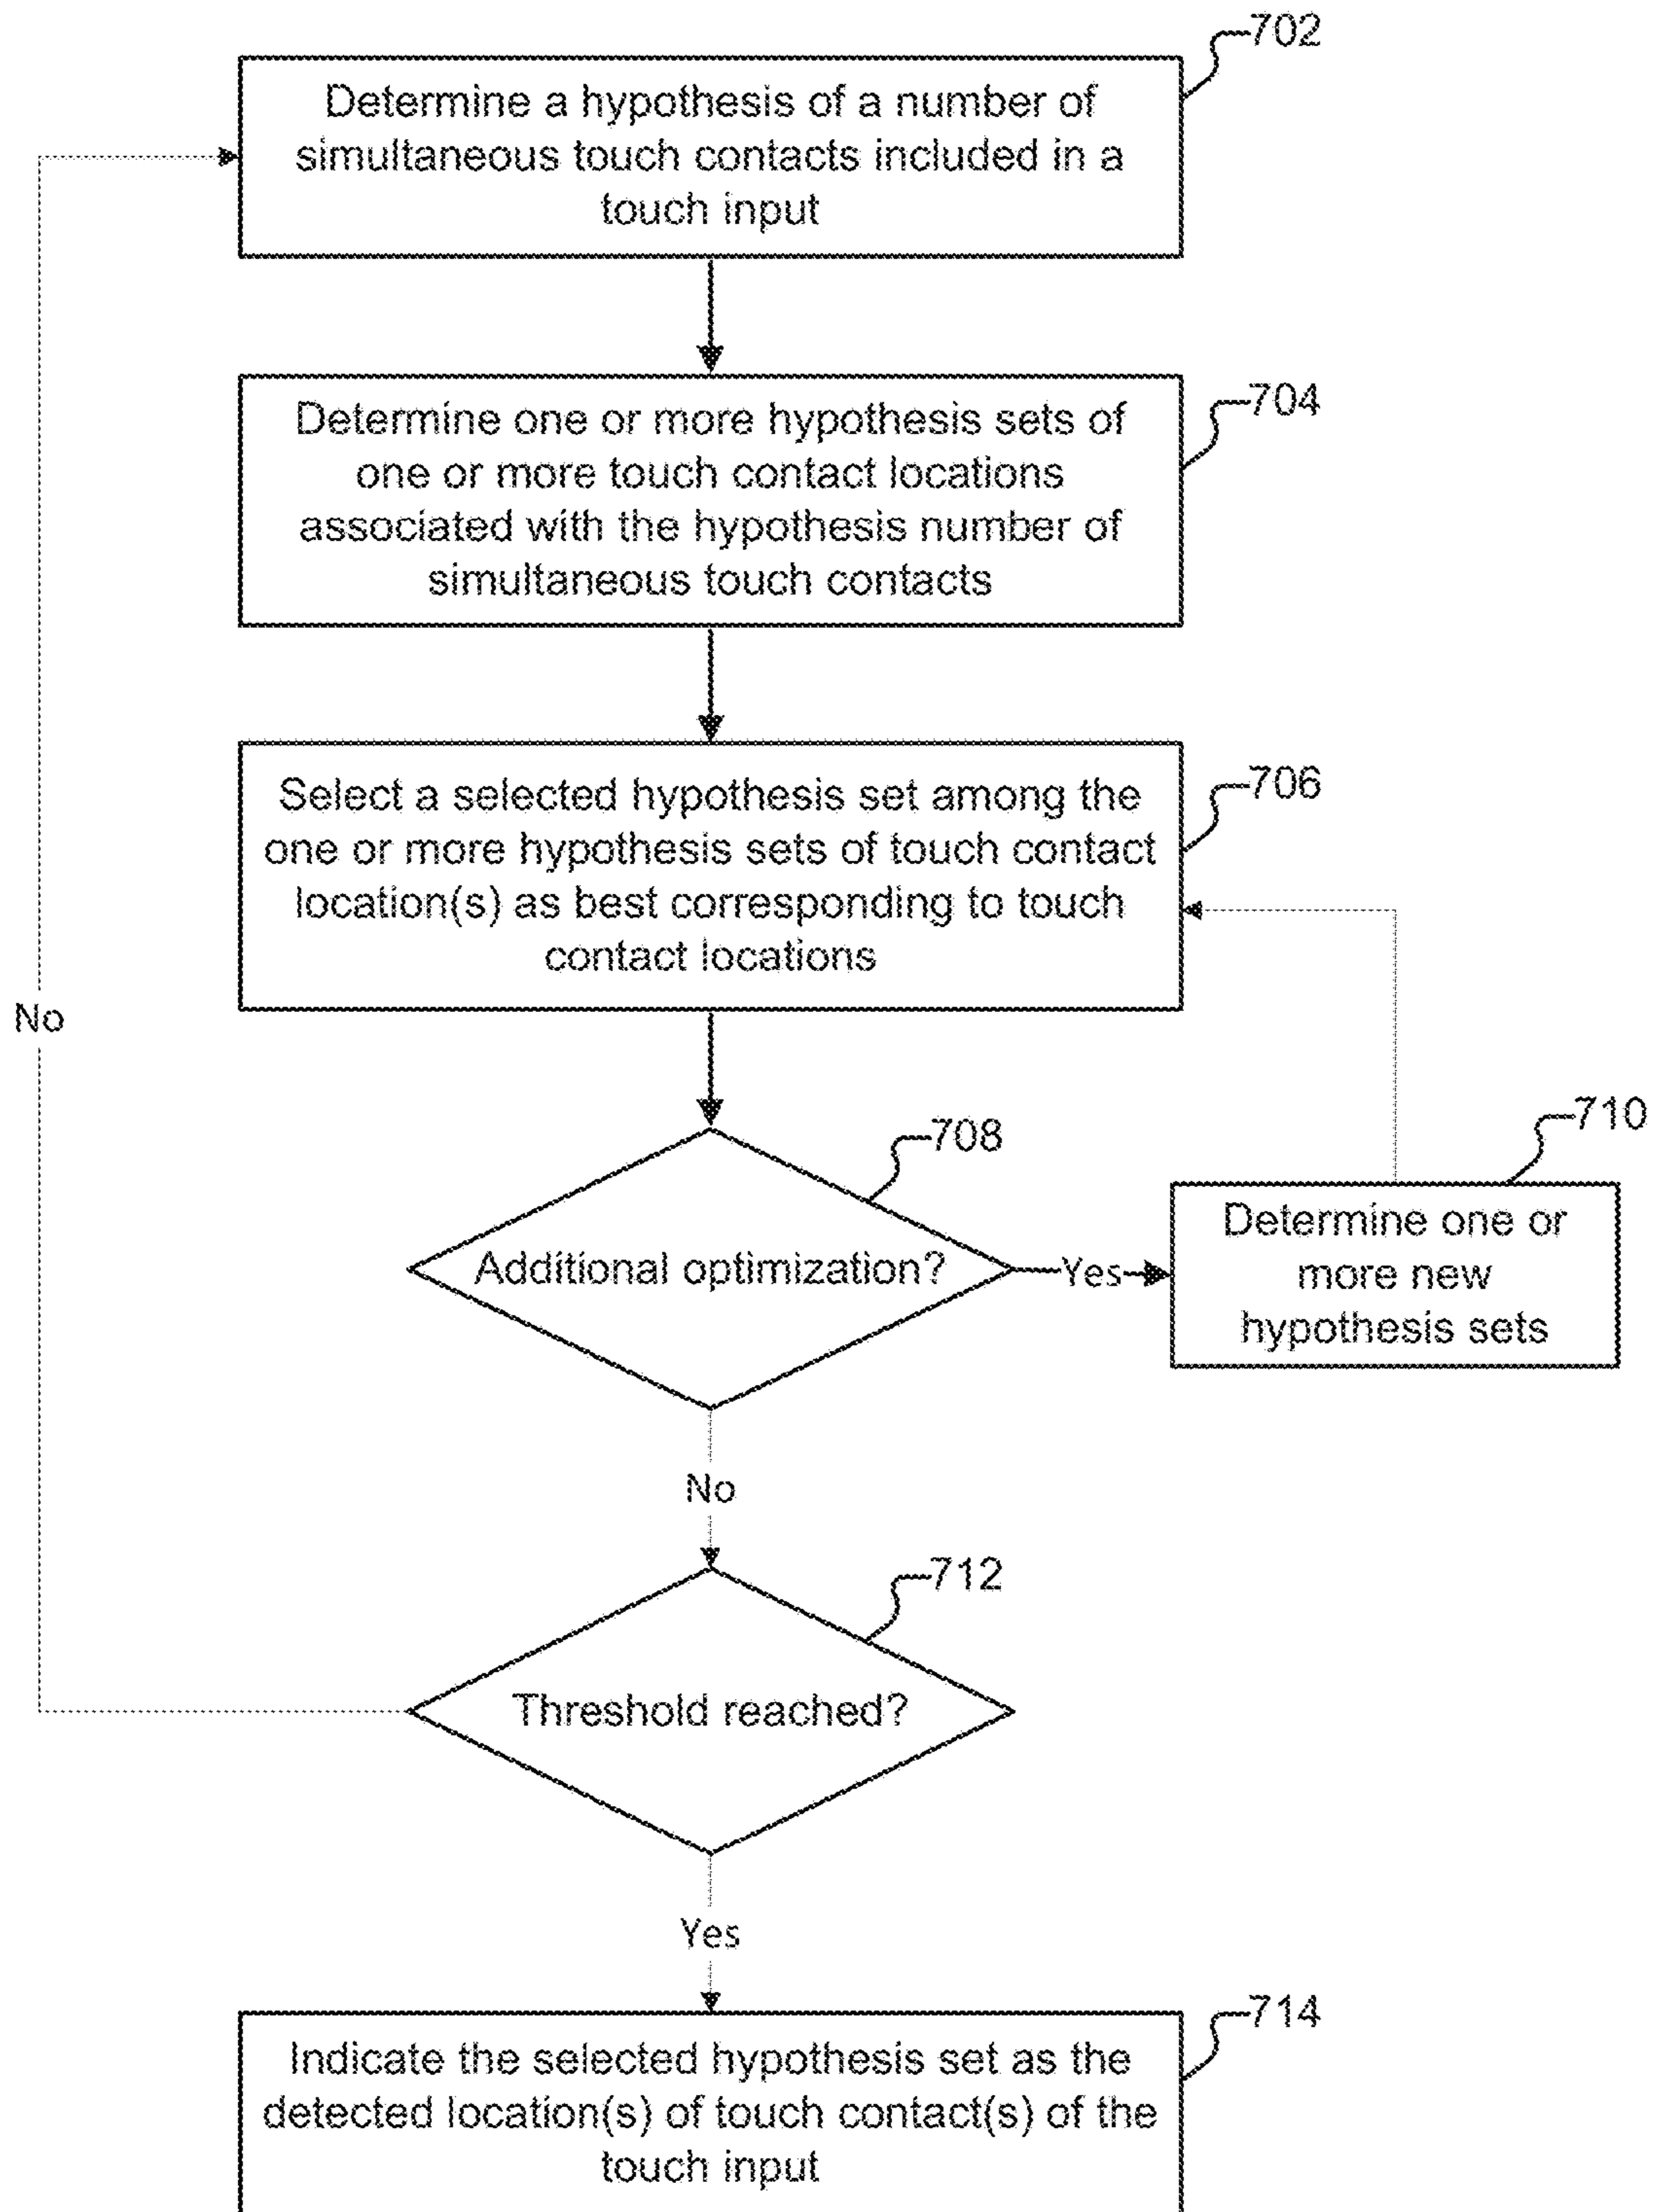 702
Determine a hypothesis of a number of
simultaneous touch contacts included in a
touch input
704
Determine one or more hypothesis sets of
one or more touch contact locations
associated with the hypothesis number of
simultaneous touch contacts
706
Select a selected hypothesis set among the
one or more hypothesis sets of touch contact
location(s) as best corresponding to touch
contact locations
No
708
Additional optimization?
Yes
710
Determine one or
more new
hypothesis sets
No
712
Threshold reached?
Yes
714
Indicate the selected hypothesis set as the
detected location(s) of touch contact(s) of the
touch input